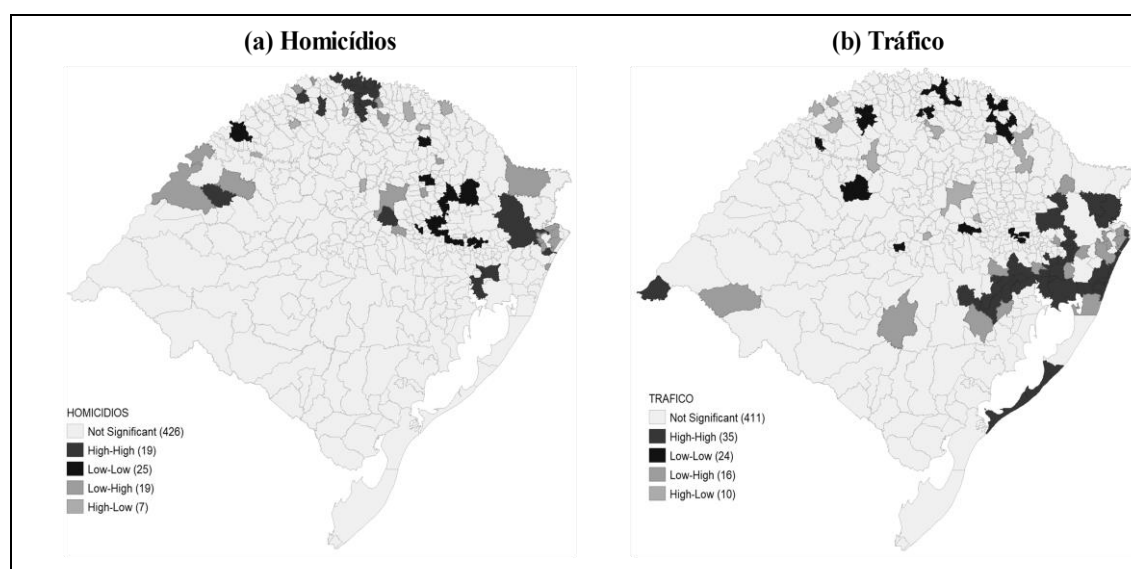 (a) Homicídios
(b) Tráfico
HOMICIDIOS
Not Significant (426)
High-High (19)
Low-Low (25)
Low-High (19)
High-Low (7)
TRAFICO
Not Significant (411)
High-High (35)
Low-Low (24)
Low-High (16)
High-Low (10)